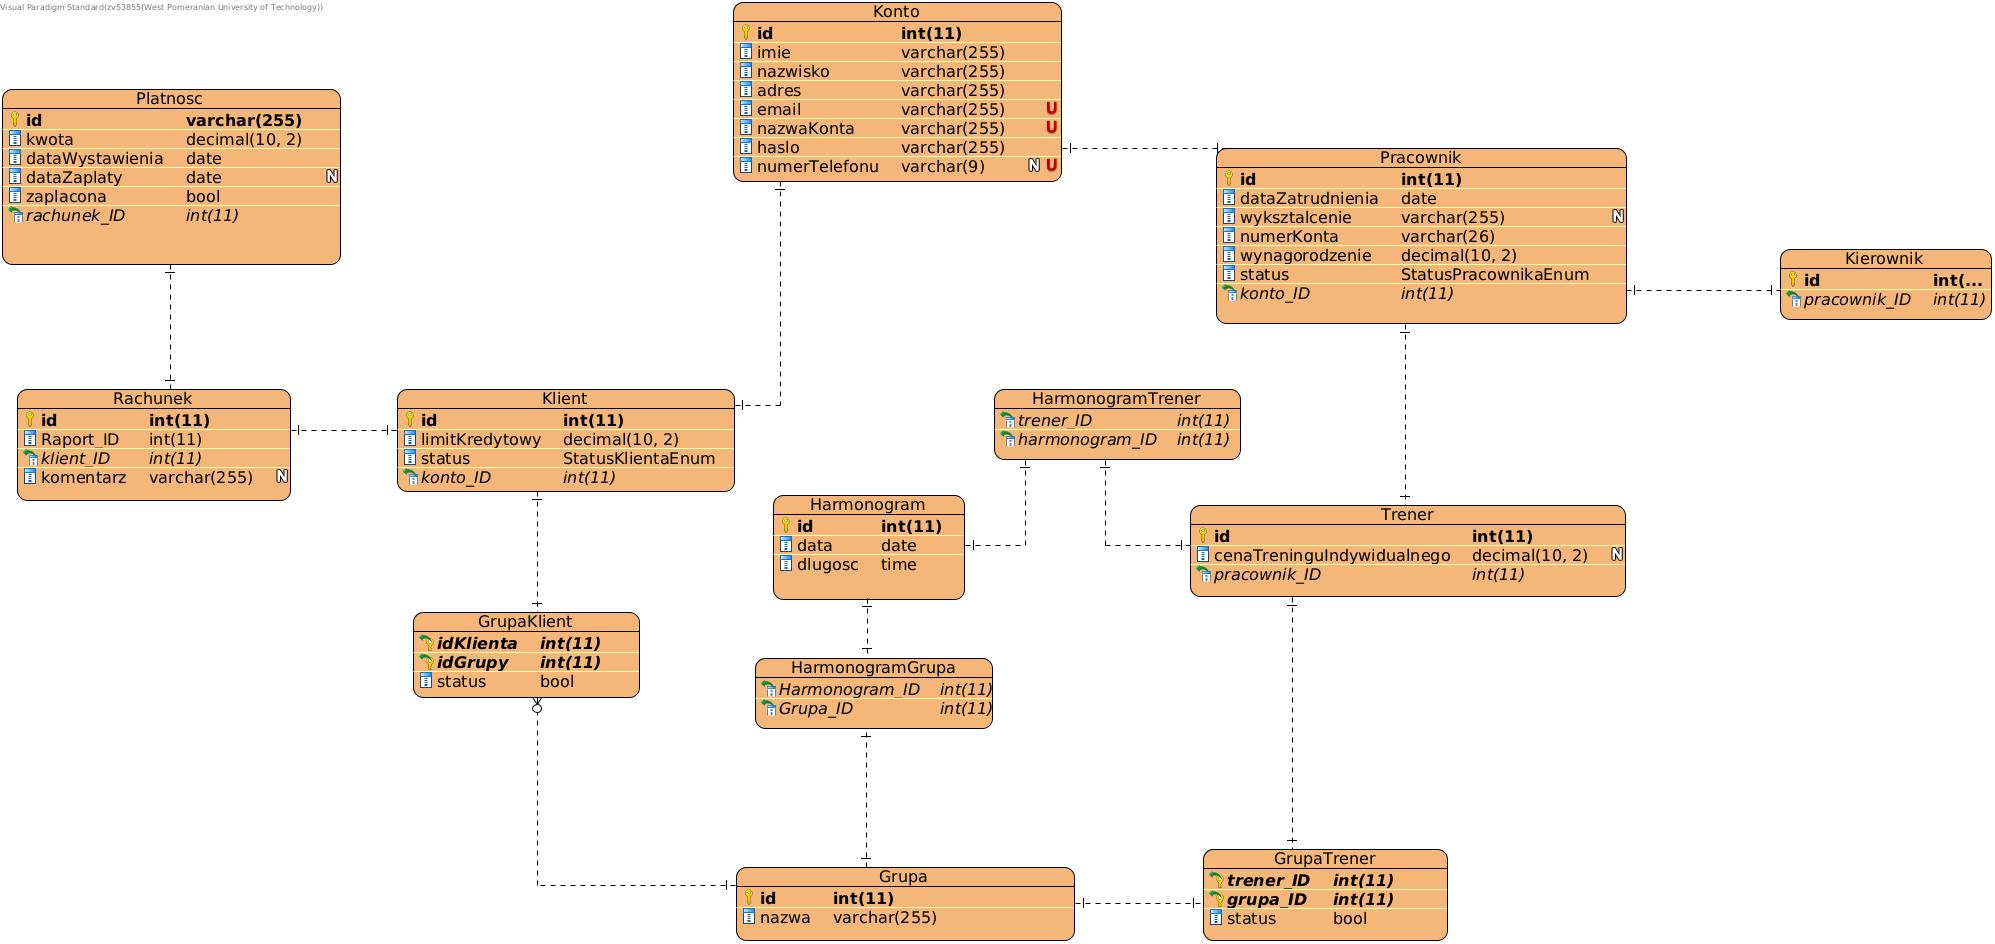 Visual Paradigm Standard(zv53855(West Pomeranian University of Technology))
Konto
id int(11)
imie varchar(255)
nazwisko varchar(255)
adres varchar(255)
email varchar(255) U
nazwaKonta varchar(255) U
haslo varchar(255)
numerTelefonu varchar(9) N U
Platnosc
id varchar(255)
kwota decimal(10, 2)
dataWystawienia date
dataZaplaty date N
zaplacona bool
rachunek_ID int(11)
Pracownik
id int(11)
dataZatrudnienia date
wyksztalcenie varchar(255) N
numerKonta varchar(26)
wynagorodzenie decimal(10, 2)
status StatusPracownikaEnum
konto_ID int(11)
Kierownik
id int(...
pracownik_ID int(11)
Rachunek
id int(11)
Raport_ID int(11)
klient_ID int(11)
komentarz varchar(255) N
Klient
id int(11)
limitKredytowy decimal(10, 2)
status StatusKlientaEnum
konto_ID int(11)
HarmonogramTrener
trener_ID int(11)
harmonogram_ID int(11)
Harmonogram
id int(11)
data date
dlugosc time
Trener
id int(11)
cenaTreninguIndywidualnego decimal(10, 2) N
pracownik_ID int(11)
GrupaKlient
idKlienta int(11)
idGrupy int(11)
status bool
HarmonogramGrupa
Harmonogram_ID int(11)
Grupa_ID int(11)
Grupa
id int(11)
nazwa varchar(255)
GrupaTrener
trener_ID int(11)
grupa_ID int(11)
status bool